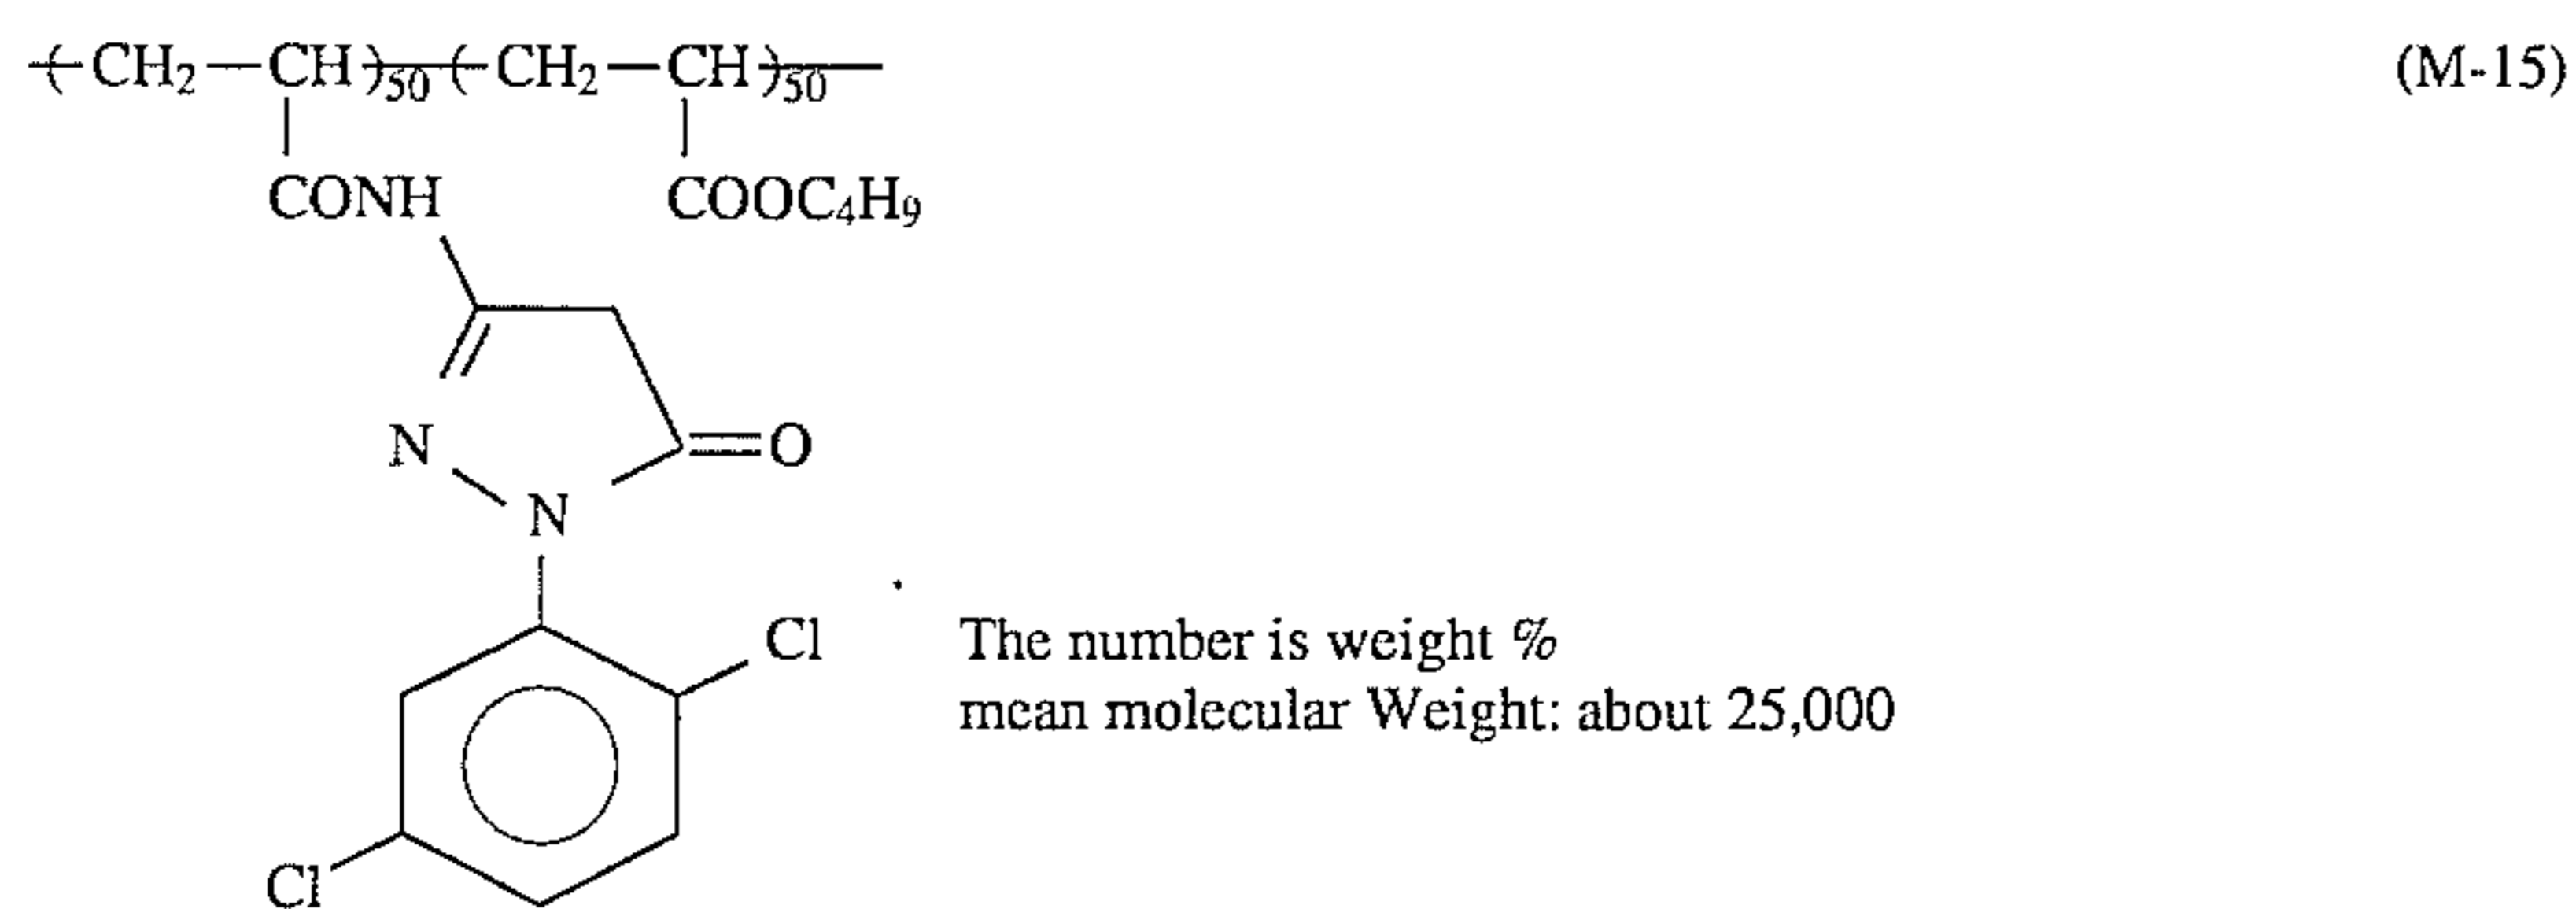 -(CH₂—CH)₅₀-(CH₂—CH)₅₀- (M-15)
CONH COOC₄H₉
N O
N
Cl
The number is weight %
mean molecular Weight: about 25,000
Cl